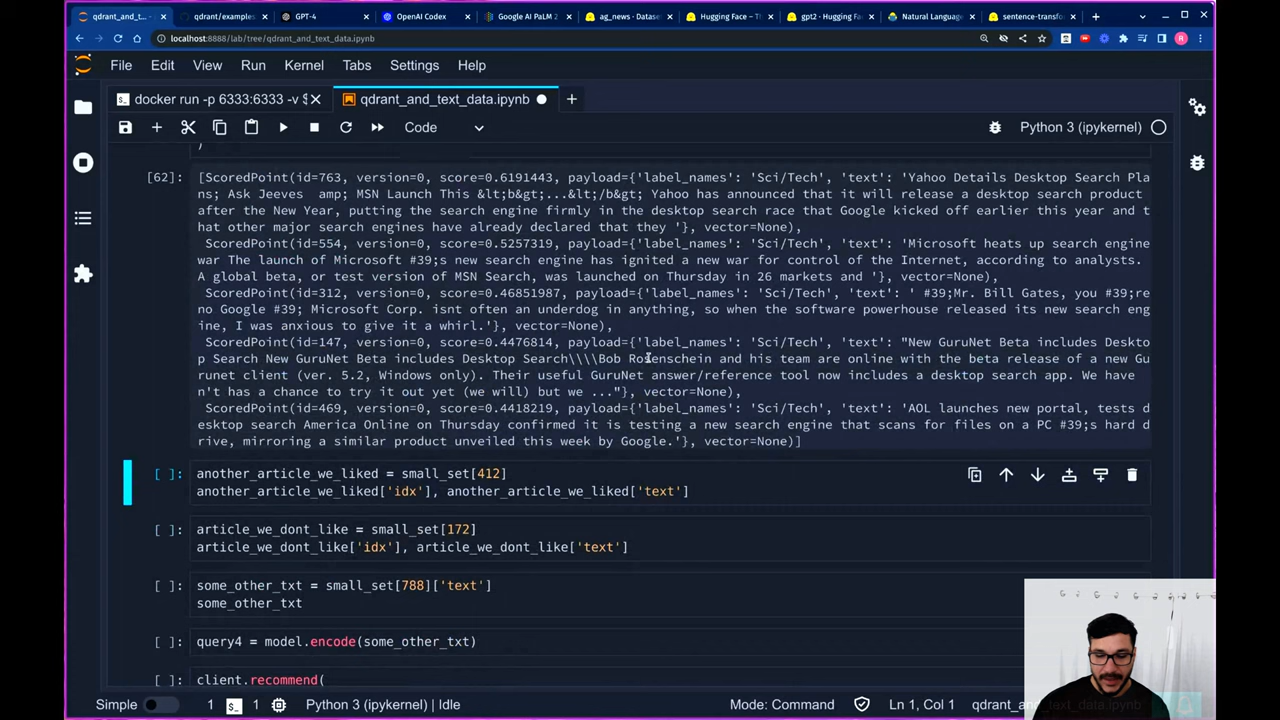 qdrant_and_text_data
qdrant/examples
GPT-4
OpenAI Codex
Google AI PaLM 2
ag_news - Datase
Hugging Face – Th
gpt2 · Hugging Fac
Natural Language
sentence-transfor
localhost:8888/lab/tree/qdrant_and_text_data.ipynb
File Edit View Run Kernel Tabs Settings Help
docker run -p 6333:6333 -v $
qdrant_and_text_data.ipynb
Code
Python 3 (ipykernel)
)
[62]:
[ScoredPoint(id=763, version=0, score=0.6191443, payload={'label_names': 'Sci/Tech', 'text': 'Yahoo Details Desktop Search Pla
ns; Ask Jeeves  amp; MSN Launch This &lt;b&gt;...&lt;/b&gt; Yahoo has announced that it will release a desktop search product
after the New Year, putting the search engine firmly in the desktop search race that Google kicked off earlier this year and t
hat other major search engines have already declared that they '}, vector=None),
ScoredPoint(id=554, version=0, score=0.5257319, payload={'label_names': 'Sci/Tech', 'text': 'Microsoft heats up search engine
war The launch of Microsoft #39;s new search engine has ignited a new war for control of the Internet, according to analysts.
A global beta, or test version of MSN Search, was launched on Thursday in 26 markets and '}, vector=None),
ScoredPoint(id=312, version=0, score=0.46851987, payload={'label_names': 'Sci/Tech', 'text': ' #39;Mr. Bill Gates, you #39;re
no Google #39; Microsoft Corp. isnt often an underdog in anything, so when the software powerhouse released its new search eng
ine, I was anxious to give it a whirl.'}, vector=None),
ScoredPoint(id=147, version=0, score=0.4476814, payload={'label_names': 'Sci/Tech', 'text': "New GuruNet Beta includes Deskto
p Search New GuruNet Beta includes Desktop Search\\\\Bob Rosenschein and his team are online with the beta release of a new Gu
runet client (ver. 5.2, Windows only). Their useful GuruNet answer/reference tool now includes a desktop search app. We have
n't has a chance to try it out yet (we will) but we ..."}, vector=None),
ScoredPoint(id=469, version=0, score=0.4418219, payload={'label_names': 'Sci/Tech', 'text': 'AOL launches new portal, tests d
esktop search America Online on Thursday confirmed it is testing a new search engine that scans for files on a PC #39;s hard d
rive, mirroring a similar product unveiled this week by Google.'}, vector=None)]
[ ]:
another_article_we_liked = small_set[412]
another_article_we_liked['idx'], another_article_we_liked['text']
[ ]:
article_we_dont_like = small_set[172]
article_we_dont_like['idx'], article_we_dont_like['text']
[ ]:
some_other_txt = small_set[788]['text']
some_other_txt
[ ]:
query4 = model.encode(some_other_txt)
[ ]:
client.recommend(
Simple 1 1 Python 3 (ipykernel) | Idle Mode: Command Ln 1, Col 1 qdrant_and_text_data.ipynb